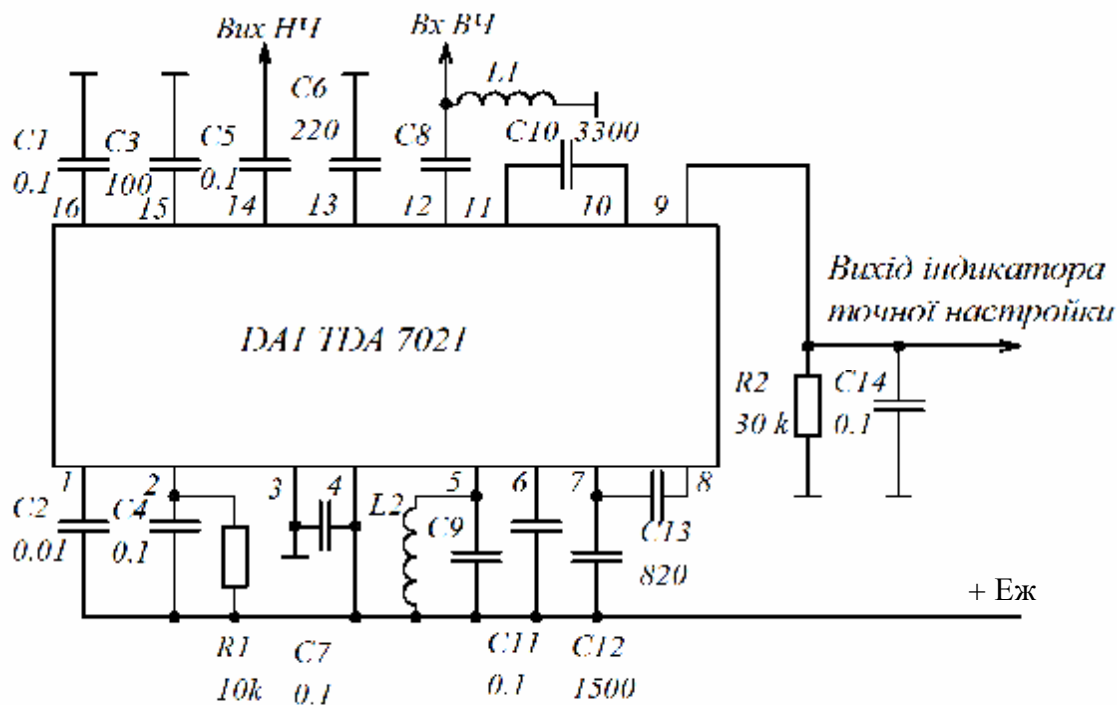 Вих НЧ
Вх ВЧ
C6
L1
220
C1
C3
C5
C8
C10
3300
0.1
100
0.1
16
15
14
13
12
11
10
9
Вихід індикатора
точної настройки
DA1 TDA 7021
R2
C14
30 k
0.1
1
2
3
4
5
6
7
8
C2
C4
L2
C9
C13
0.01
0.1
820
+ Еж
R1
C7
C11
C12
10k
0.1
0.1
1500